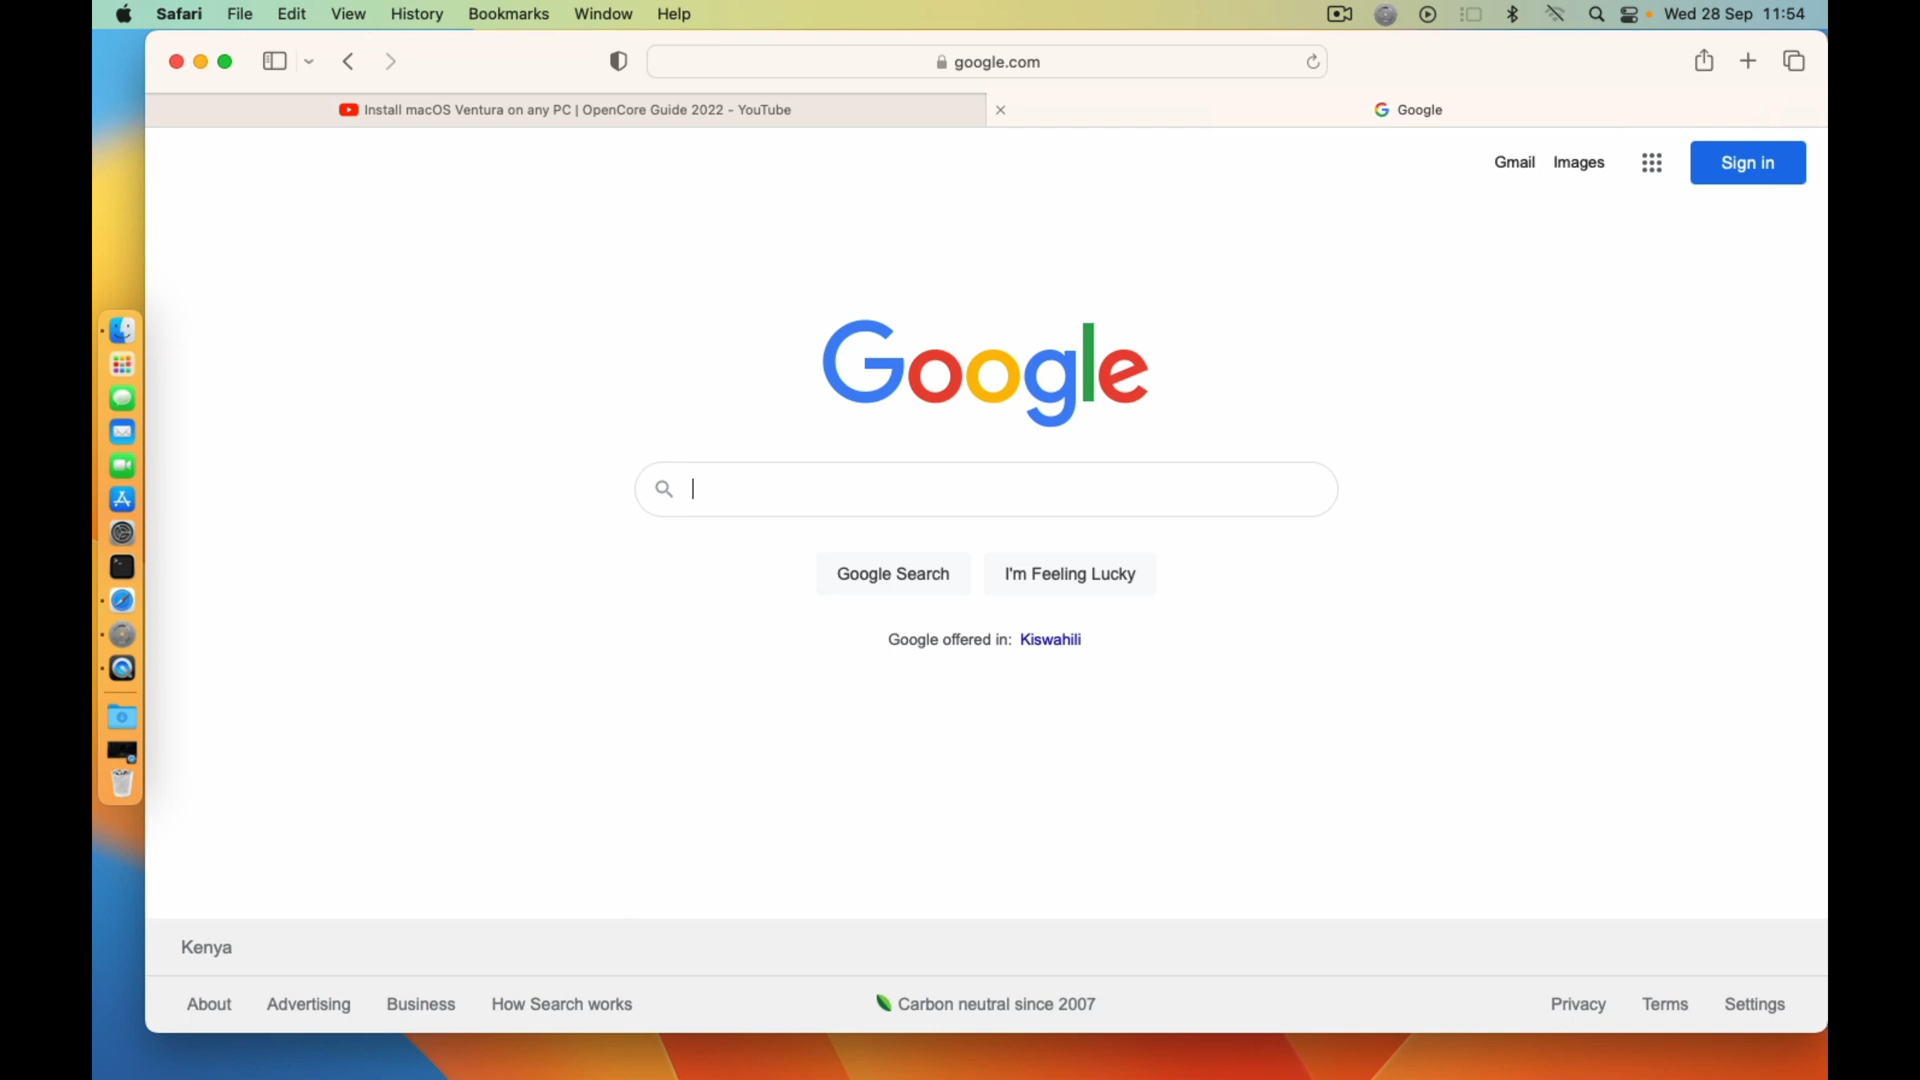 Safari File Edit View History Bookmarks Window Help Wed 28 Sep 11:54
google.com
Install macOS Ventura on any PC | OpenCore Guide 2022 - YouTube
Google
Gmail Images Sign in
Google
Google Search I'm Feeling Lucky
Google offered in: Kiswahili
Kenya
About Advertising Business How Search works Carbon neutral since 2007 Privacy Terms Settings